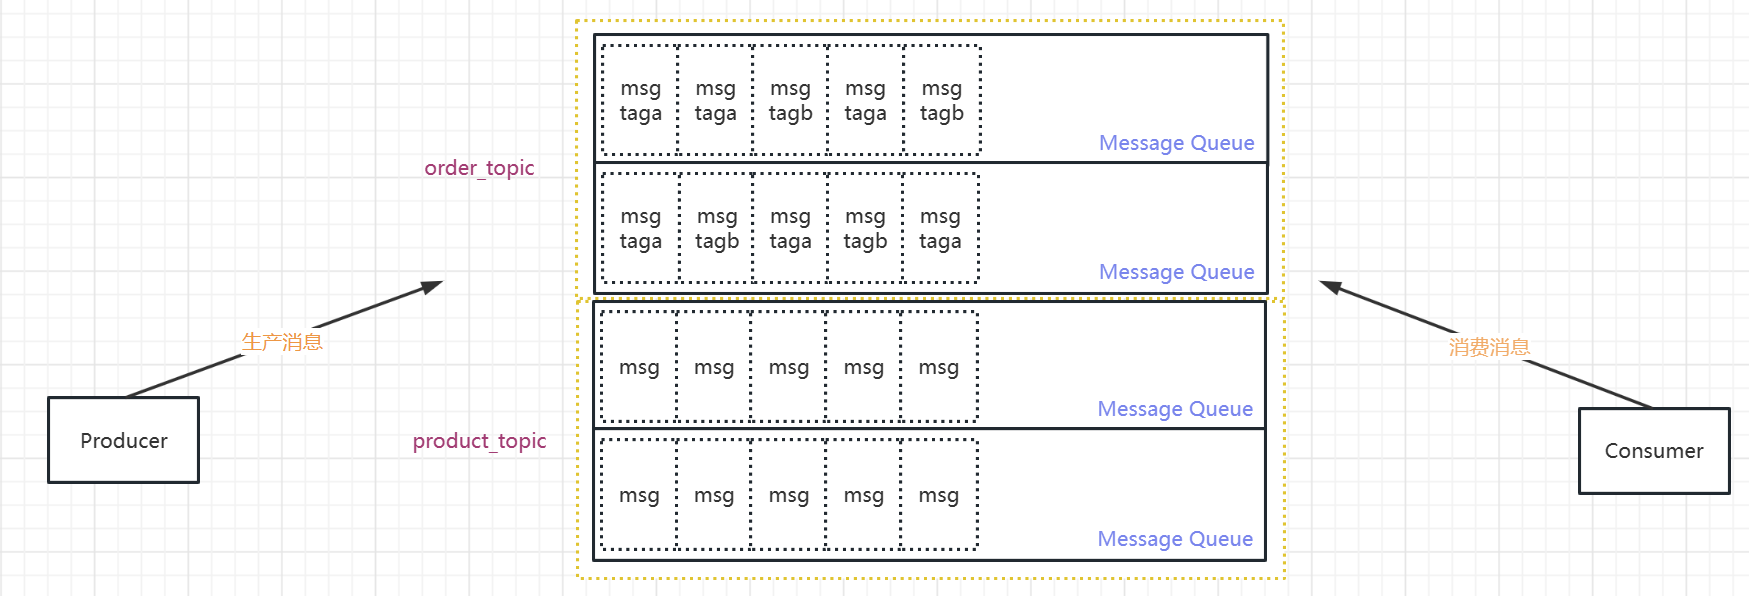 msg
taga
msg
taga
msg
tagb
msg
taga
msg
tagb
Message Queue
order_topic
msg
taga
msg
tagb
msg
taga
msg
tagb
msg
taga
Message Queue
生产消息
消费消息
msg
msg
msg
msg
msg
Message Queue
Producer
product_topic
Consumer
msg
msg
msg
msg
msg
Message Queue